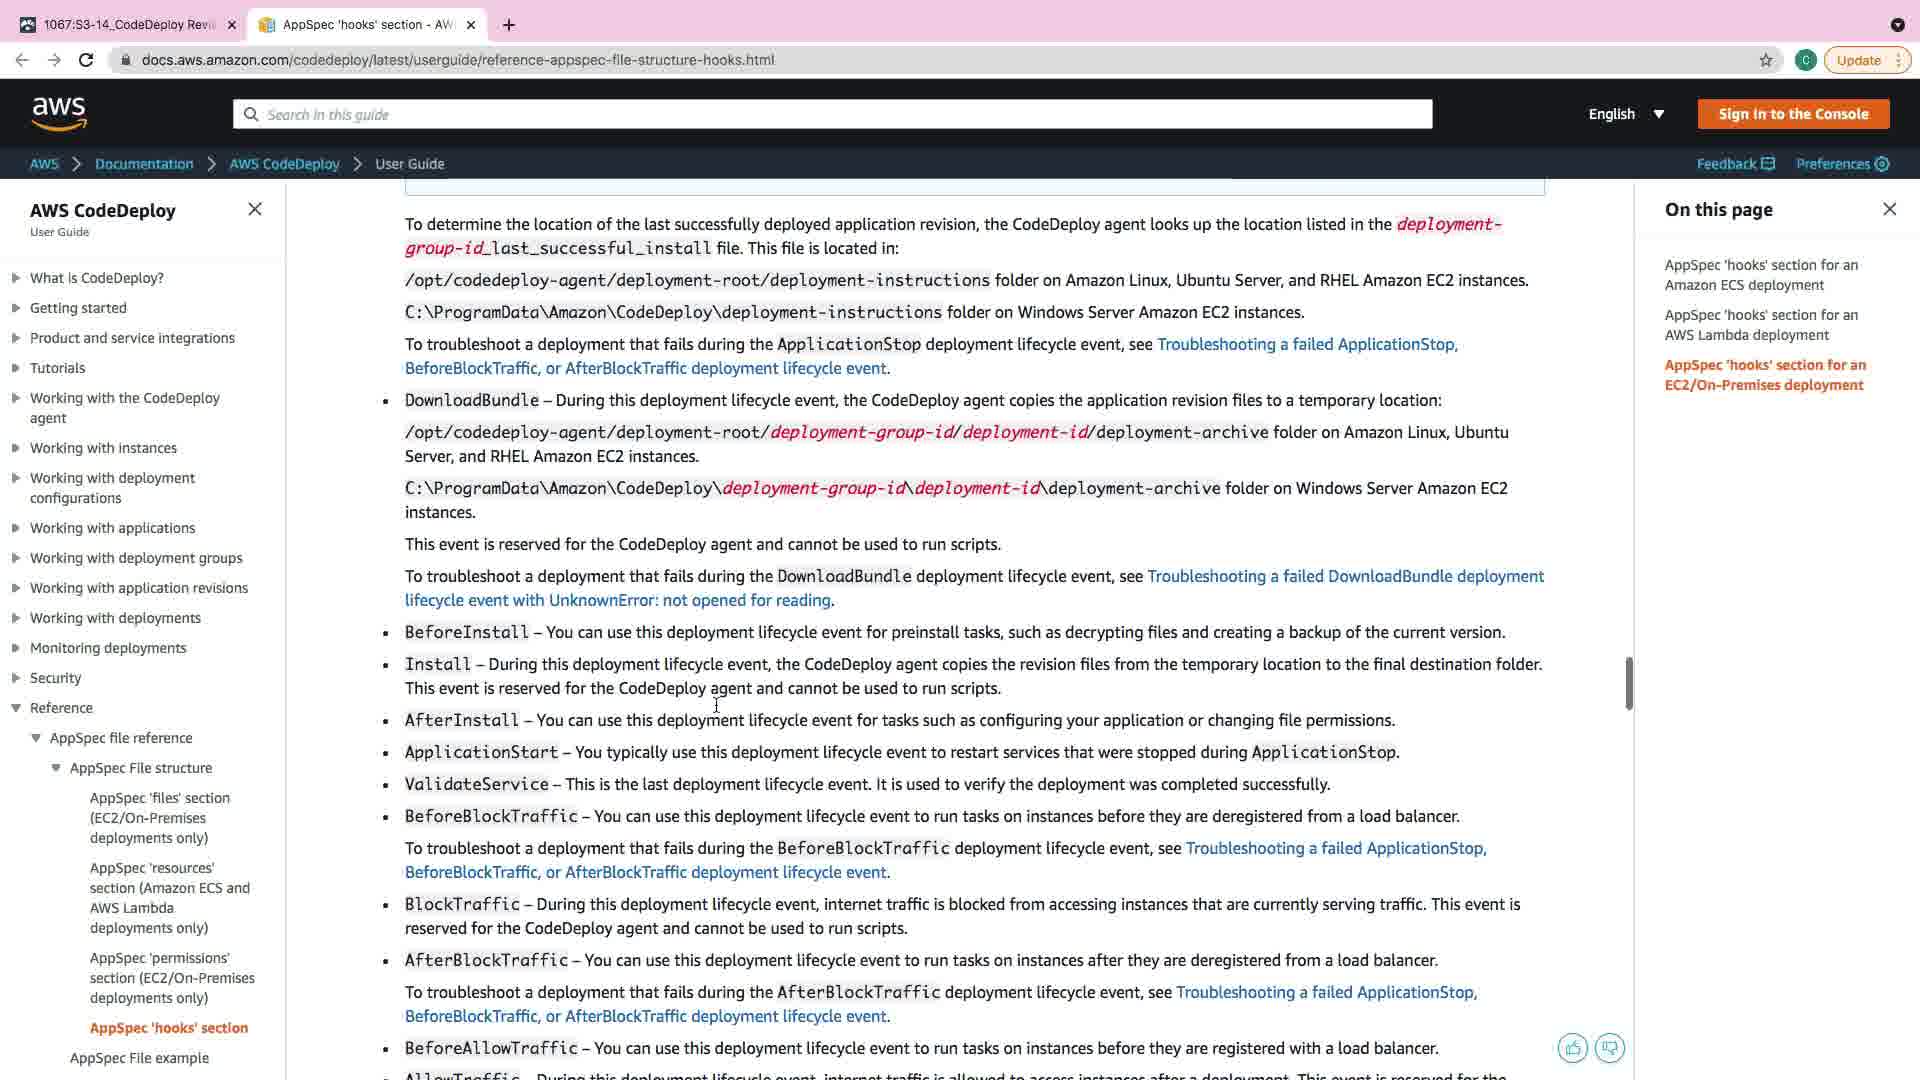 1067:S3-14_CodeDeploy Revi
AppSpec 'hooks' section - AW
docs.aws.amazon.com/codedeploy/latest/userguide/reference-appspec-file-structure-hooks.html
C
Update
aws
Search in this guide
English
Sign In to the Console
AWS
Documentation
AWS CodeDeploy
User Guide
Feedback
Preferences
AWS CodeDeploy
User Guide
What is CodeDeploy?
Getting started
Product and service integrations
Tutorials
Working with the CodeDeploy
agent
Working with instances
Working with deployment
configurations
Working with applications
Working with deployment groups
Working with application revisions
Working with deployments
Monitoring deployments
Security
Reference
AppSpec file reference
AppSpec File structure
AppSpec 'files' section
(EC2/On-Premises
deployments only)
AppSpec 'resources'
section (Amazon ECS and
AWS Lambda
deployments only)
AppSpec 'permissions'
section (EC2/On-Premises
deployments only)
AppSpec 'hooks' section
AppSpec File example
To determine the location of the last successfully deployed application revision, the CodeDeploy agent looks up the location listed in the deployment-
group-id_last_successful_install file. This file is located in:
/opt/codedeploy-agent/deployment-root/deployment-instructions folder on Amazon Linux, Ubuntu Server, and RHEL Amazon EC2 instances.
C:\ProgramData\Amazon\CodeDeploy\deployment-instructions folder on Windows Server Amazon EC2 instances.
To troubleshoot a deployment that fails during the ApplicationStop deployment lifecycle event, see Troubleshooting a failed ApplicationStop,
BeforeBlockTraffic, or AfterBlockTraffic deployment lifecycle event.
• DownloadBundle – During this deployment lifecycle event, the CodeDeploy agent copies the application revision files to a temporary location:
/opt/codedeploy-agent/deployment-root/deployment-group-id/deployment-id/deployment-archive folder on Amazon Linux, Ubuntu
Server, and RHEL Amazon EC2 instances.
C:\ProgramData\Amazon\CodeDeploy\deployment-group-id\deployment-id\deployment-archive folder on Windows Server Amazon EC2
instances.
This event is reserved for the CodeDeploy agent and cannot be used to run scripts.
To troubleshoot a deployment that fails during the DownloadBundle deployment lifecycle event, see Troubleshooting a failed DownloadBundle deployment
lifecycle event with UnknownError: not opened for reading.
• BeforeInstall – You can use this deployment lifecycle event for preinstall tasks, such as decrypting files and creating a backup of the current version.
• Install – During this deployment lifecycle event, the CodeDeploy agent copies the revision files from the temporary location to the final destination folder.
This event is reserved for the CodeDeploy agent and cannot be used to run scripts.
• AfterInstall – You can use this deployment lifecycle event for tasks such as configuring your application or changing file permissions.
• ApplicationStart – You typically use this deployment lifecycle event to restart services that were stopped during ApplicationStop.
• ValidateService – This is the last deployment lifecycle event. It is used to verify the deployment was completed successfully.
• BeforeBlockTraffic – You can use this deployment lifecycle event to run tasks on instances before they are deregistered from a load balancer.
To troubleshoot a deployment that fails during the BeforeBlockTraffic deployment lifecycle event, see Troubleshooting a failed ApplicationStop,
BeforeBlockTraffic, or AfterBlockTraffic deployment lifecycle event.
• BlockTraffic – During this deployment lifecycle event, internet traffic is blocked from accessing instances that are currently serving traffic. This event is
reserved for the CodeDeploy agent and cannot be used to run scripts.
• AfterBlockTraffic – You can use this deployment lifecycle event to run tasks on instances after they are deregistered from a load balancer.
To troubleshoot a deployment that fails during the AfterBlockTraffic deployment lifecycle event, see Troubleshooting a failed ApplicationStop,
BeforeBlockTraffic, or AfterBlockTraffic deployment lifecycle event.
• BeforeAllowTraffic – You can use this deployment lifecycle event to run tasks on instances before they are registered with a load balancer.
AllowTraffic – During this deployment lifecycle event, internet traffic is allowed to access instances after a deployment. This event is reserved for the
On this page
AppSpec 'hooks' section for an
Amazon ECS deployment
AppSpec 'hooks' section for an
AWS Lambda deployment
AppSpec 'hooks' section for an
EC2/On-Premises deployment